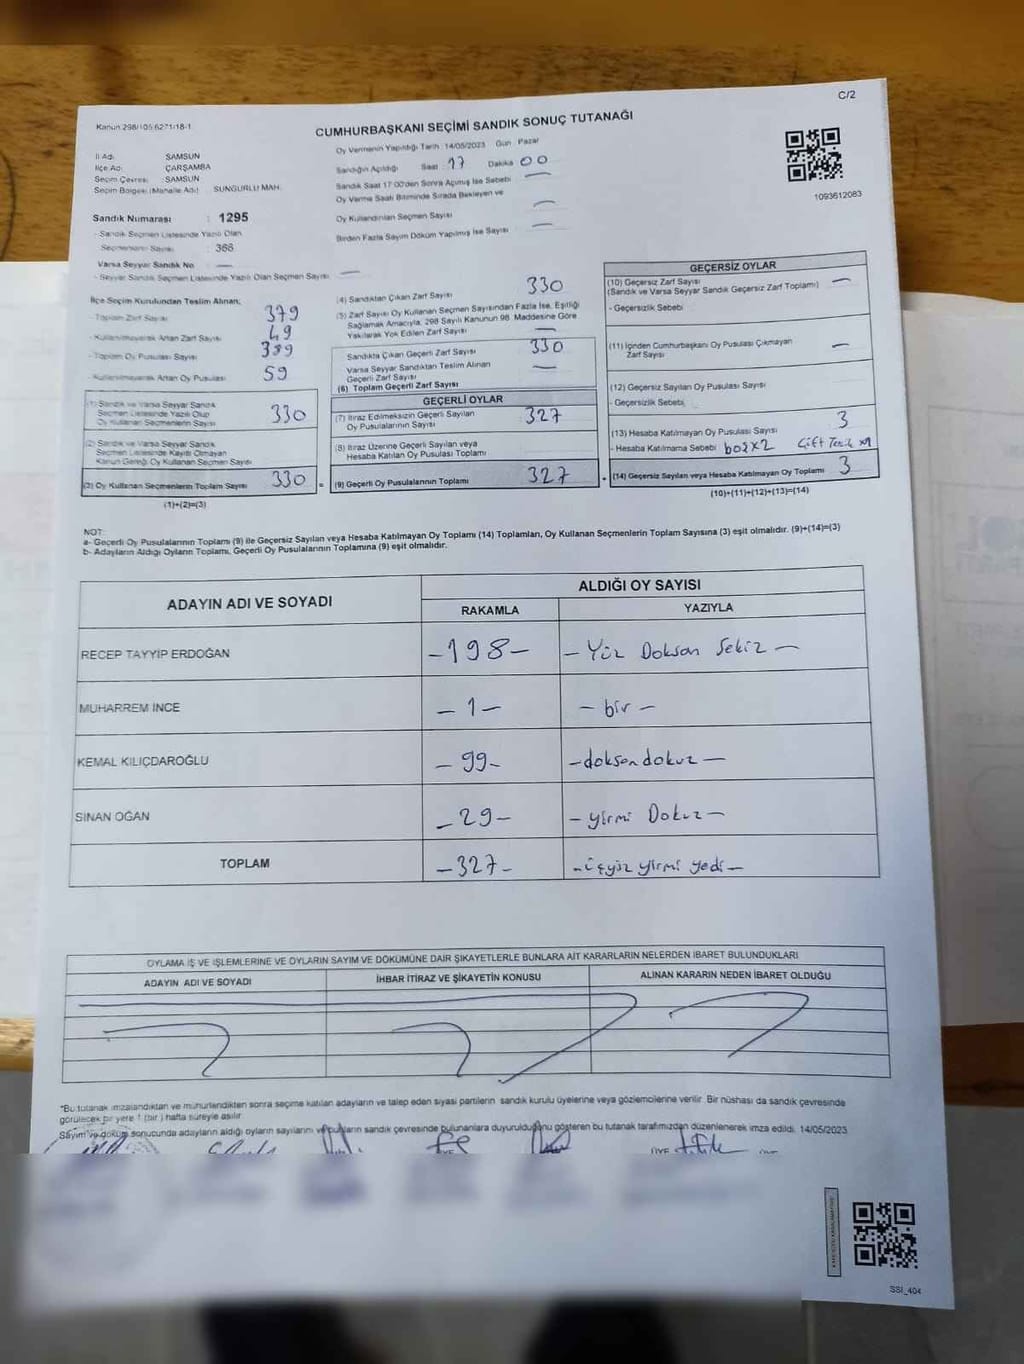 C/2
Kanun 298/105 6271/18-1
CUMHURBAŞKANI SEÇİMİ SANDIK SONUÇ TUTANAĞI
İl Adı SAMSUN
İlçe Adı ÇARŞAMBA
Seçim Çevresi SAMSUN
Seçim Bölgesi (Mahalle Adı) SUNGURLU MAH.
Oy Vermenin Yapıldığı Tarih 14/05/2023 Gün Pazar
Sandığın Açıldığı Saat 17 Dakika 00
Sandık Saat 17:00'den Sonra Açılmış İse Sebebi —
Oy Verme Saati Bitiminde Sırada Bekleyen ve
Oy Kullandırılan Seçmen Sayısı —
Birden Fazla Sayım Döküm Yapılmış İse Sayısı —
1093612083
Sandık Numarası : 1295
- Sandık Seçmen Listesinde Yazılı Olan
Seçmenlerin Sayısı : 366
Varsa Seyyar Sandık No —
- Seyyar Sandık Seçmen Listesinde Yazılı Olan Seçmen Sayısı —
İlçe Seçim Kurulundan Teslim Alınan;
- Toplam Zarf Sayısı 379
- Kullanılmayarak Artan Zarf Sayısı 49
- Toplam Oy Pusulası Sayısı 389
- Kullanılmayarak Artan Oy Pusulası 59
(1) Sandık ve Varsa Seyyar Sandık
Seçmen Listesinde Yazılı Olup
Oy Kullanan Seçmenlerin Sayısı 330
(2) Sandık ve Varsa Seyyar Sandık
Seçmen Listesinde Kaydı Olmayan
Kanun Gereği Oy Kullanan Seçmen Sayısı
(3) Oy Kullanan Seçmenlerin Toplam Sayısı 330
(1)+(2)=(3)
(4) Sandıktan Çıkan Zarf Sayısı 330
(5) Zarf Sayısı Oy Kullanan Seçmen Sayısından Fazla İse, Eşitliği
Sağlamak Amacıyla, 298 Sayılı Kanunun 98. Maddesine Göre
Yakılarak Yok Edilen Zarf Sayısı —
Sandıkta Çıkan Geçerli Zarf Sayısı 330
Varsa Seyyar Sandıktan Teslim Alınan
Geçerli Zarf Sayısı —
(6) Toplam Geçerli Zarf Sayısı
GEÇERLİ OYLAR
(7) İtiraz Edilmeksizin Geçerli Sayılan
Oy Pusulalarının Sayısı 327
(8) İtiraz Üzerine Geçerli Sayılan veya
Hesaba Katılan Oy Pusulası Toplamı
= (9) Geçerli Oy Pusulalarının Toplamı 327
GEÇERSİZ OYLAR
(10) Geçersiz Zarf Sayısı
(Sandık ve Varsa Seyyar Sandık Geçersiz Zarf Toplamı) —
- Geçersizlik Sebebi
(11) İçinden Cumhurbaşkanı Oy Pusulası Çıkmayan
Zarf Sayısı —
(12) Geçersiz Sayılan Oy Pusulası Sayısı
- Geçersizlik Sebebi
(13) Hesaba Katılmayan Oy Pusulası Sayısı 3
- Hesaba Katılmama Sebebi boşx2
+ (14) Geçersiz Sayılan veya Hesaba Katılmayan Oy Toplamı 3
(10)+(11)+(12)+(13)=(14)
NOT:
a- Geçerli Oy Pusulalarının Toplamı (9) ile Geçersiz Sayılan veya Hesaba Katılmayan Oy Toplamı (14) Toplamları, Oy Kullanan Seçmenlerin Toplam Sayısına (3) eşit olmalıdır. (9)+(14)=(3)
b- Adayların Aldığı Oyların Toplamı, Geçerli Oy Pusulalarının Toplamına (9) eşit olmalıdır.
ADAYIN ADI VE SOYADI
ALDIĞI OY SAYISI
RAKAMLA YAZIYLA
RECEP TAYYİP ERDOĞAN -198- - Yüz Doksan Sekiz -
MUHARREM İNCE - 1 - - bir -
KEMAL KILIÇDAROĞLU - 99- -doksandokuz -
SİNAN OĞAN - 29 - - yirmi Dokuz -
TOPLAM -327- -üçyüz yirmi yedi -
OYLAMA İŞ VE İŞLEMLERİNE VE OYLARIN SAYIM VE DÖKÜMÜNE DAİR ŞİKAYETLERLE BUNLARA AİT KARARLARIN NELERDEN İBARET BULUNDUKLARI
ADAYIN ADI VE SOYADI İHBAR İTİRAZ VE ŞİKAYETİN KONUSU ALINAN KARARIN NEDEN İBARET OLDUĞU
*Bu tutanak imzalandıktan ve mühürlendikten sonra seçime katılan adayların ve talep eden siyasi partilerin sandık kurulu üyelerine veya gözlemcilerine verilir. Bir nüshası da sandık çevresinde
görülecek bir yere 1 (bir) hafta süreyle asılır.
Sayım ve döküm sonucunda adayların aldığı oyların sayılarını ve bunların sandık çevresinde bulunanlara duyurulduğunu gösteren bu tutanak tarafımızdan düzenlenerek imza edildi. 14/05/2023
ÜYE ÜYE
SSI_404